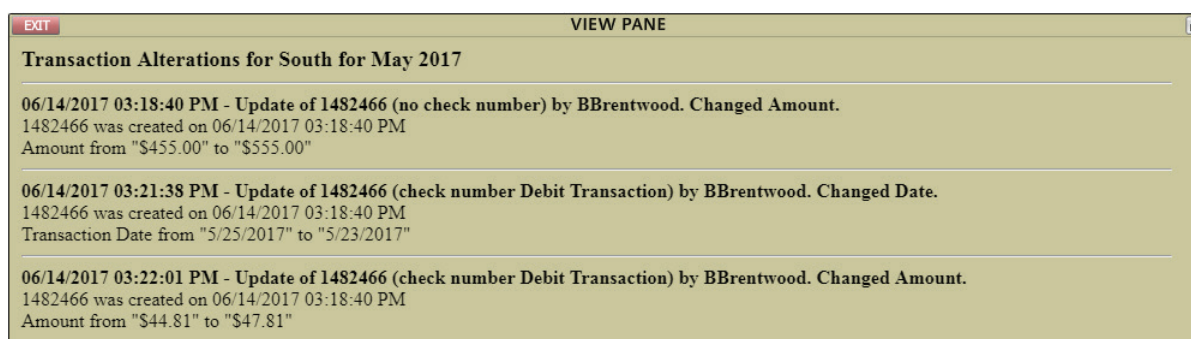 EXIT
VIEW PANE
Transaction Alterations for South for May 2017
06/14/2017 03:18:40 PM - Update of 1482466 (no check number) by BBrentwood. Changed Amount.
1482466 was created on 06/14/2017 03:18:40 PM
Amount from "$455.00" to "$555.00"
06/14/2017 03:21:38 PM - Update of 1482466 (check number Debit Transaction) by BBrentwood. Changed Date.
1482466 was created on 06/14/2017 03:18:40 PM
Transaction Date from "5/25/2017" to "5/23/2017"
06/14/2017 03:22:01 PM - Update of 1482466 (check number Debit Transaction) by BBrentwood. Changed Amount.
1482466 was created on 06/14/2017 03:18:40 PM
Amount from "$44.81" to "$47.81"